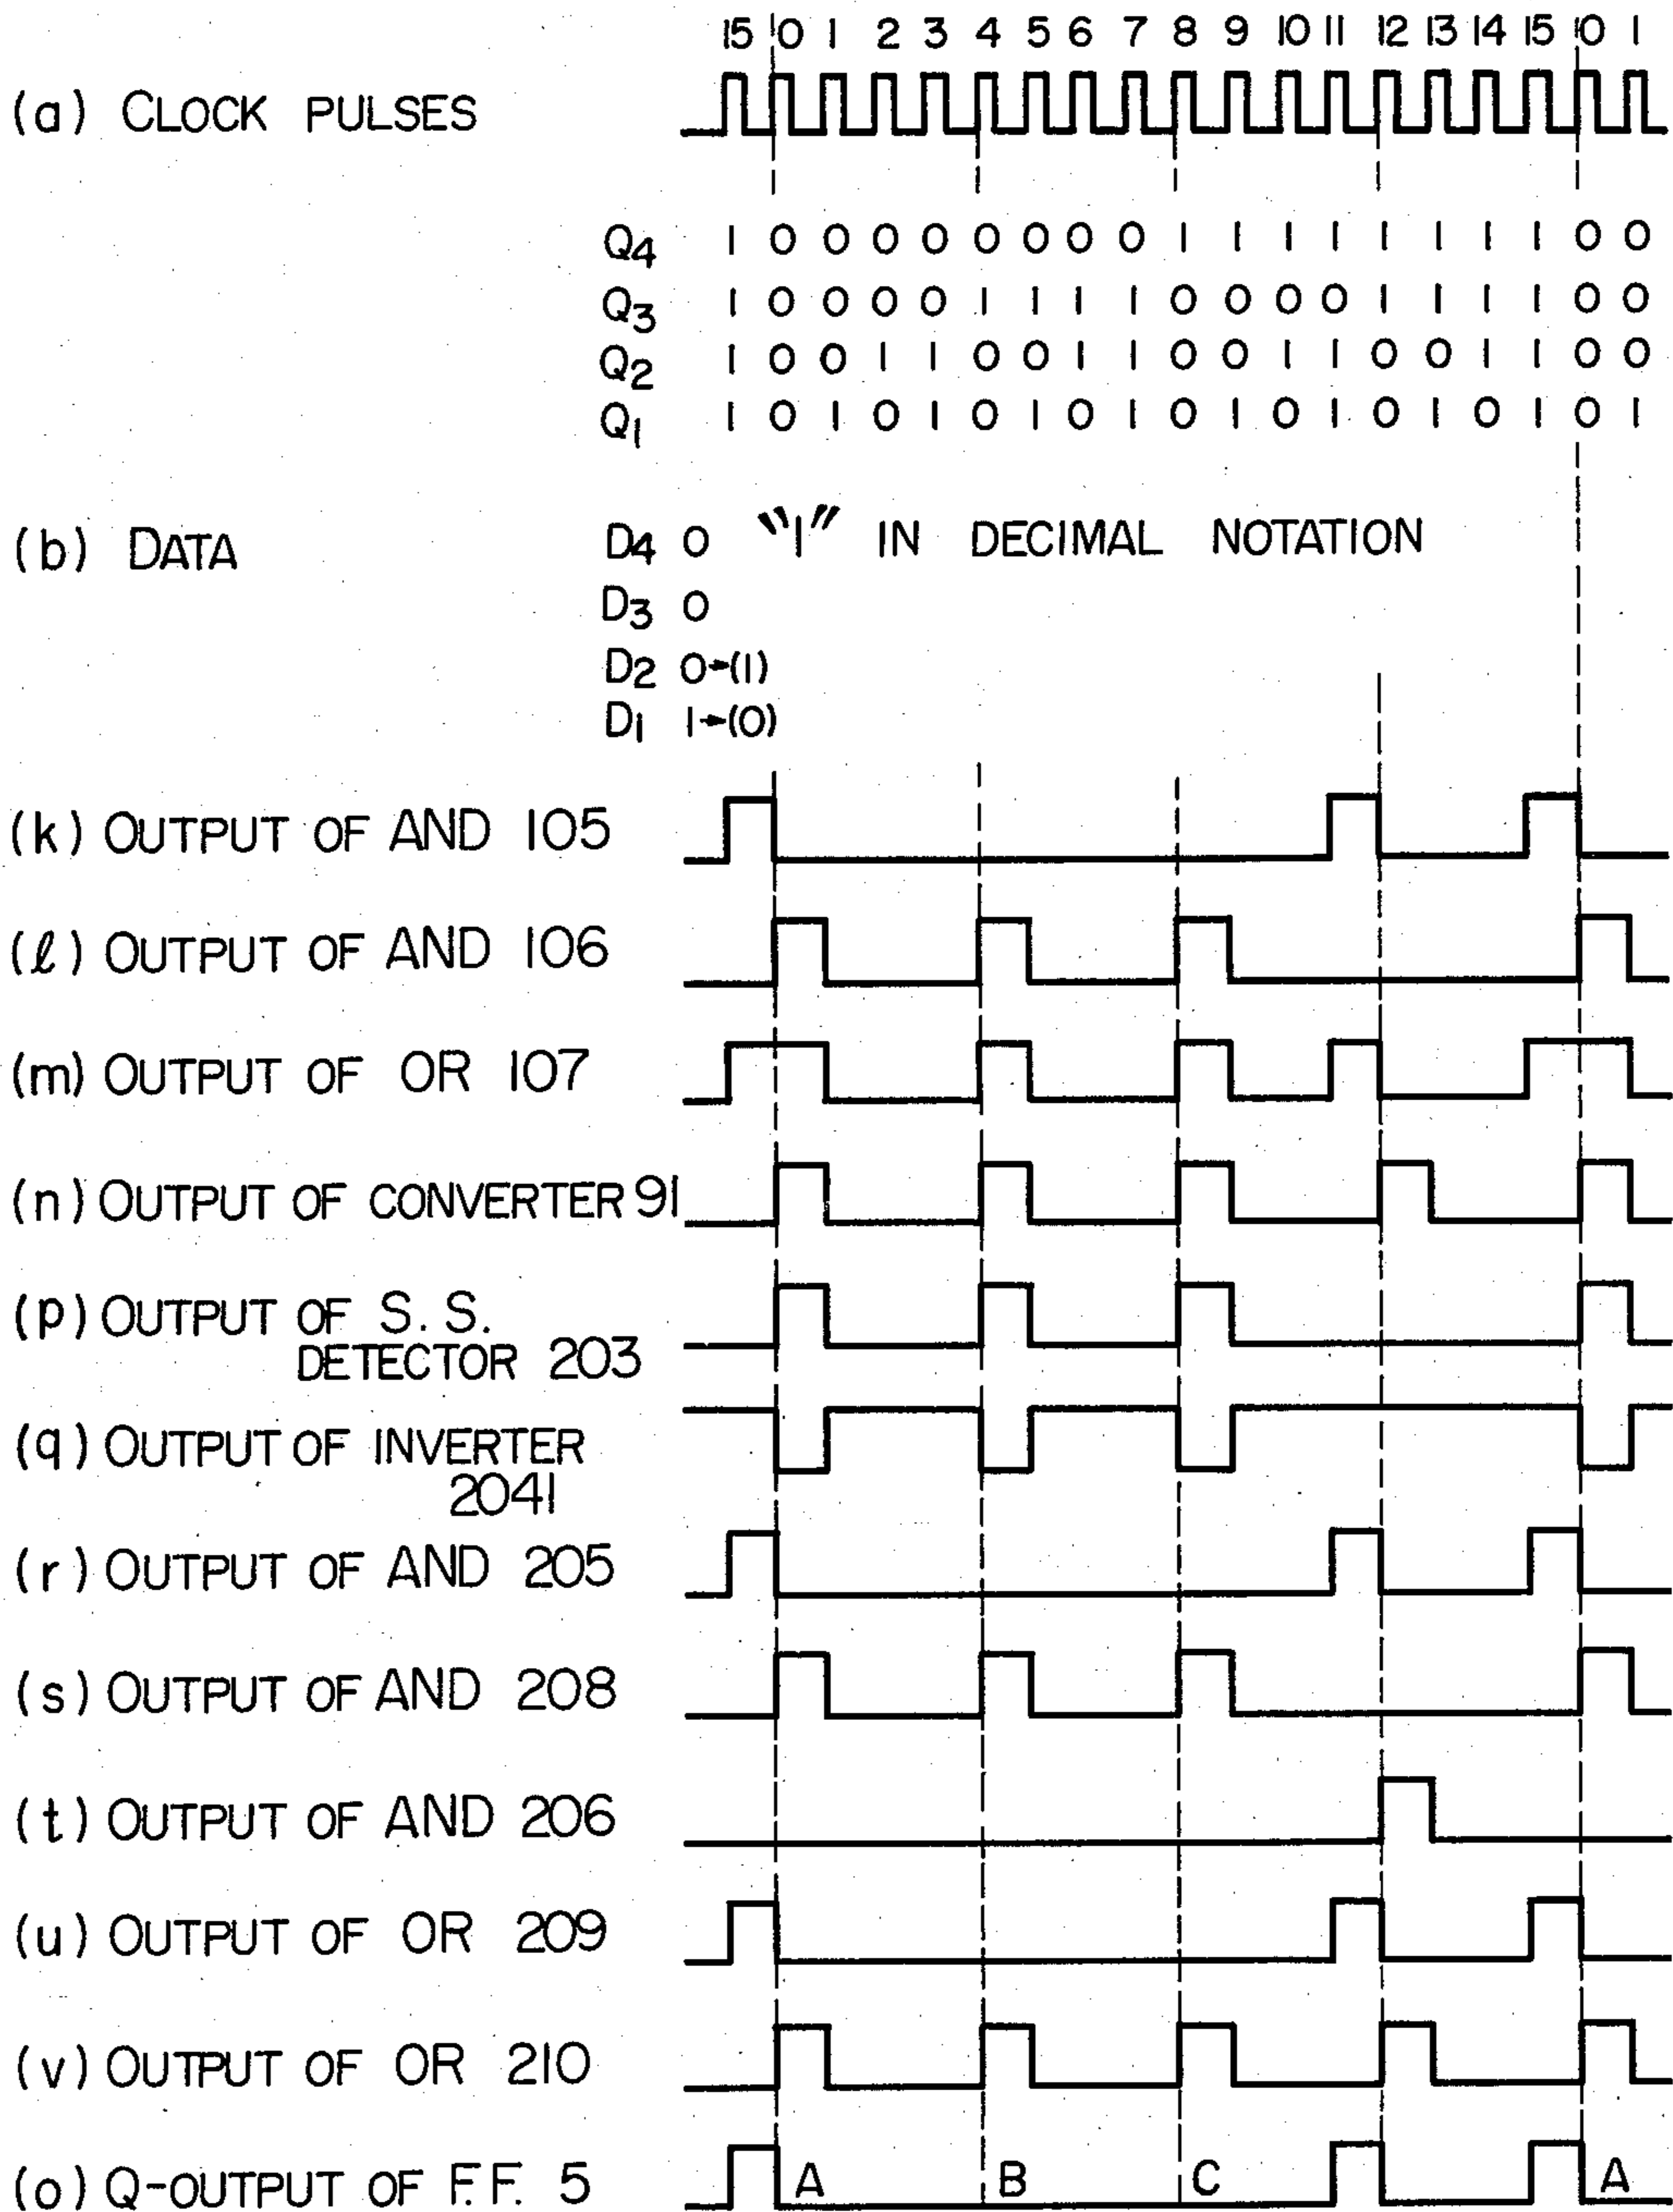 15 0 1 2 3 4 5 6 7 8 9 10 11 12 13 14 15 0 1
(a) CLOCK PULSES
Q4 1 0 0 0 0 0 0 0 0 1 1 1 1 1 1 1 1 0 0
Q3 1 0 0 0 0 1 1 1 1 0 0 0 0 1 1 1 1 0 0
Q2 1 0 0 1 1 0 0 1 1 0 0 1 1 0 0 1 1 0 0
Q1 1 0 1 0 1 0 1 0 1 0 1 0 1 0 1 0 1 0 1
(b) DATA D4 0 "1" IN DECIMAL NOTATION
D3 0
D2 0→(1)
D1 1→(0)
(k) OUTPUT OF AND 105
(ℓ) OUTPUT OF AND 106
(m) OUTPUT OF OR 107
(n) OUTPUT OF CONVERTER 91
(p) OUTPUT OF S. S.
DETECTOR 203
(q) OUTPUT OF INVERTER
2041
(r) OUTPUT OF AND 205
(s) OUTPUT OF AND 208
(t) OUTPUT OF AND 206
(u) OUTPUT OF OR 209
(v) OUTPUT OF OR 210
(o) Q-OUTPUT OF F.F. 5 A B C A